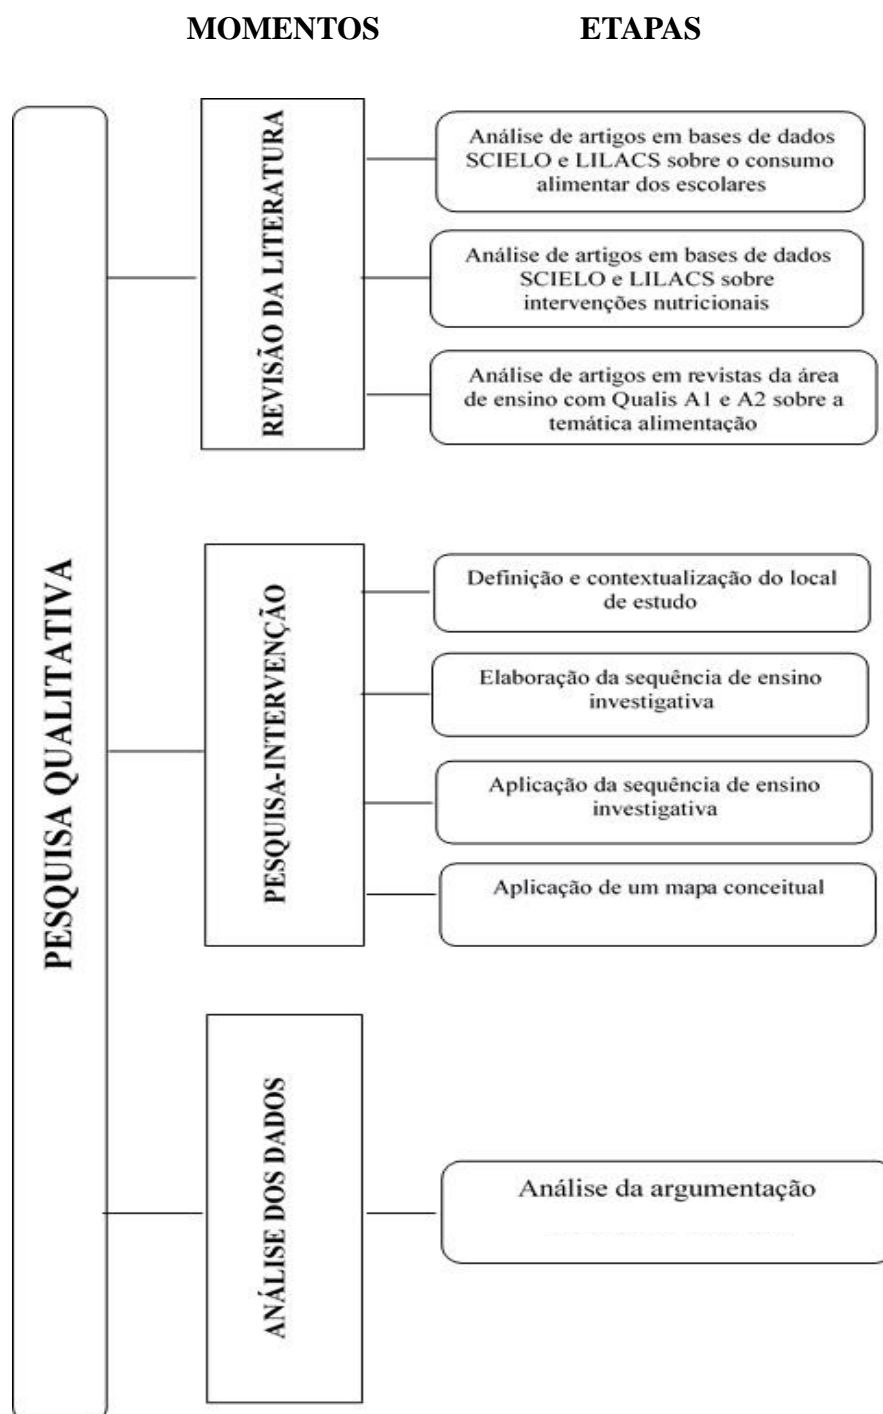 MOMENTOS ETAPAS
PESQUISA QUALITATIVA
REVISÃO DA LITERATURA
Análise de artigos em bases de dados
SCIELO e LILACS sobre o consumo
alimentar dos escolares
Análise de artigos em bases de dados
SCIELO e LILACS sobre
intervenções nutricionais
Análise de artigos em revistas da área
de ensino com Qualis A1 e A2 sobre a
temática alimentação
PESQUISA-INTERVENÇÃO
Definição e contextualização do local
de estudo
Elaboração da sequência de ensino
investigativa
Aplicação da sequência de ensino
investigativa
Aplicação de um mapa conceitual
ANÁLISE DOS DADOS
Análise da argumentação